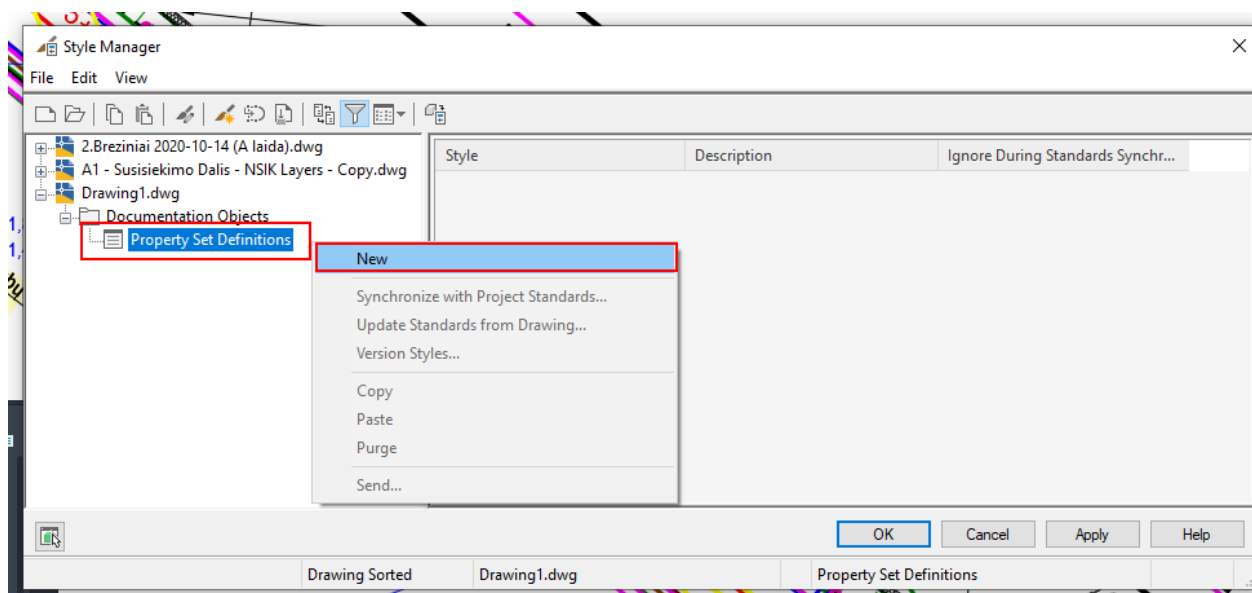 Style Manager
File Edit View
2.Breziniai 2020-10-14 (A laida).dwg
A1 - Susisiekimo Dalis - NSIK Layers - Copy.dwg
Drawing1.dwg
Documentation Objects
Property Set Definitions
Style Description Ignore During Standards Synchr...
New
Synchronize with Project Standards...
Update Standards from Drawing...
Version Styles...
Copy
Paste
Purge
Send...
OK Cancel Apply Help
Drawing Sorted Drawing1.dwg Property Set Definitions